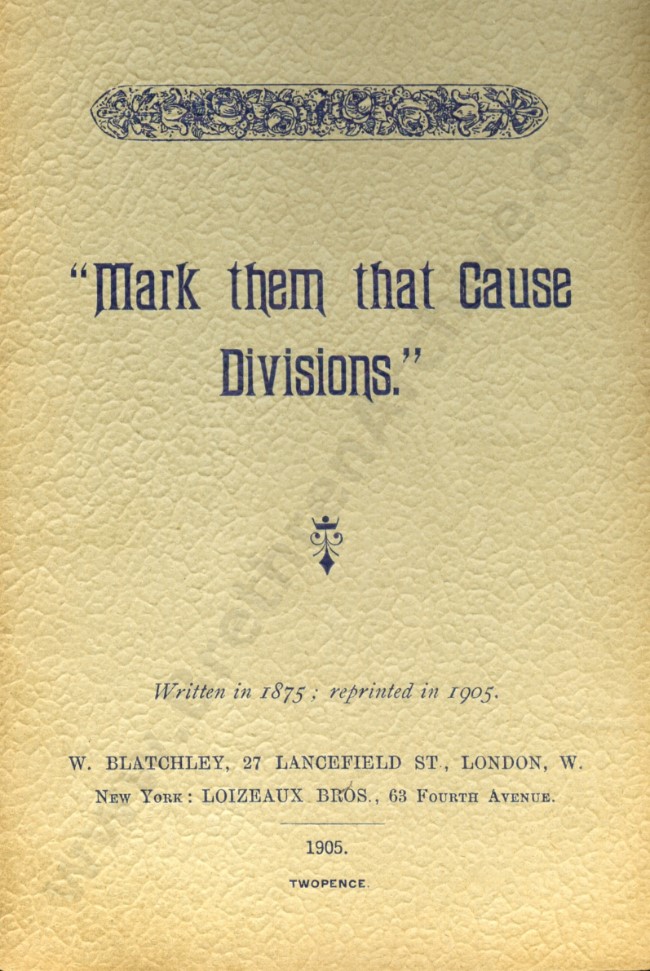 “Mark them that Cause
Divisions.”
Written in 1875 ; reprinted in 1905.
W. BLATCHLEY, 27 LANCEFIELD ST., LONDON, W.
NEW YORK: LOIZEAUX BROS., 63 FOURTH AVENUE.
1905.
TWOPENCE.